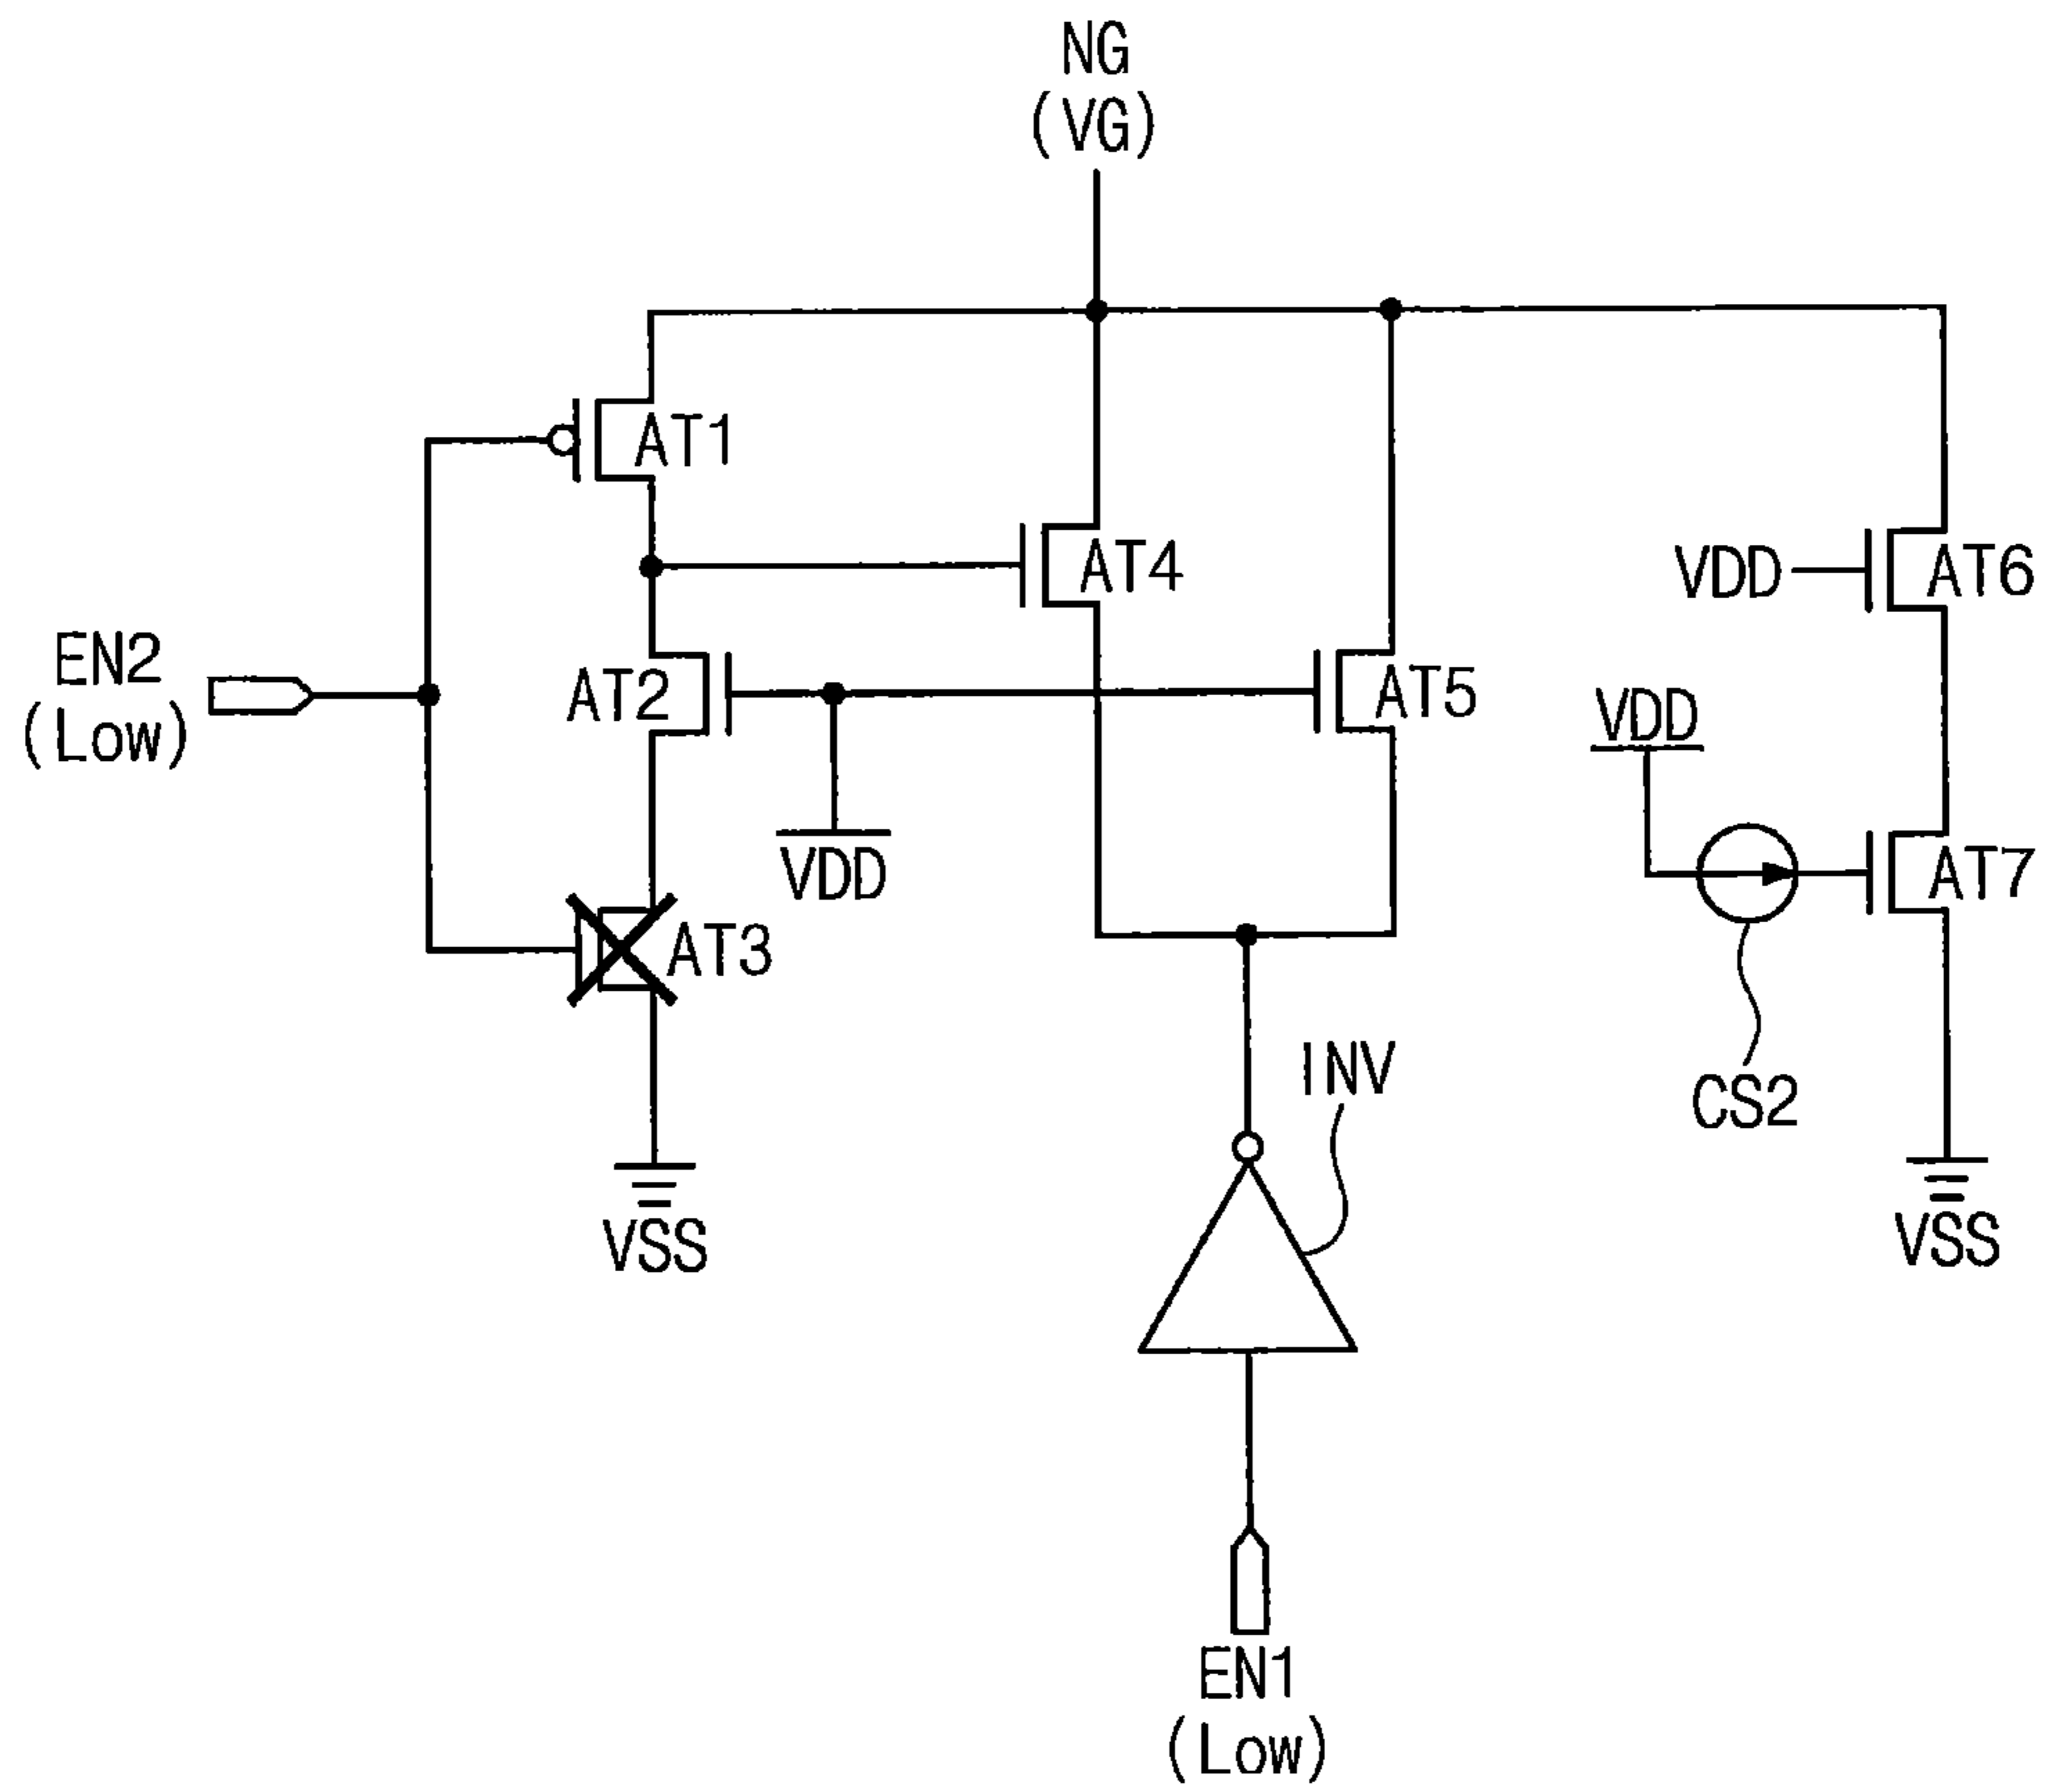 NG
(VG)
AT1
AT4
VDD
AT6
EN2
(Low)
AT2
AT5
VDD
VDD
AT7
AT3
INV
CS2
VSS
VSS
EN1
(Low)